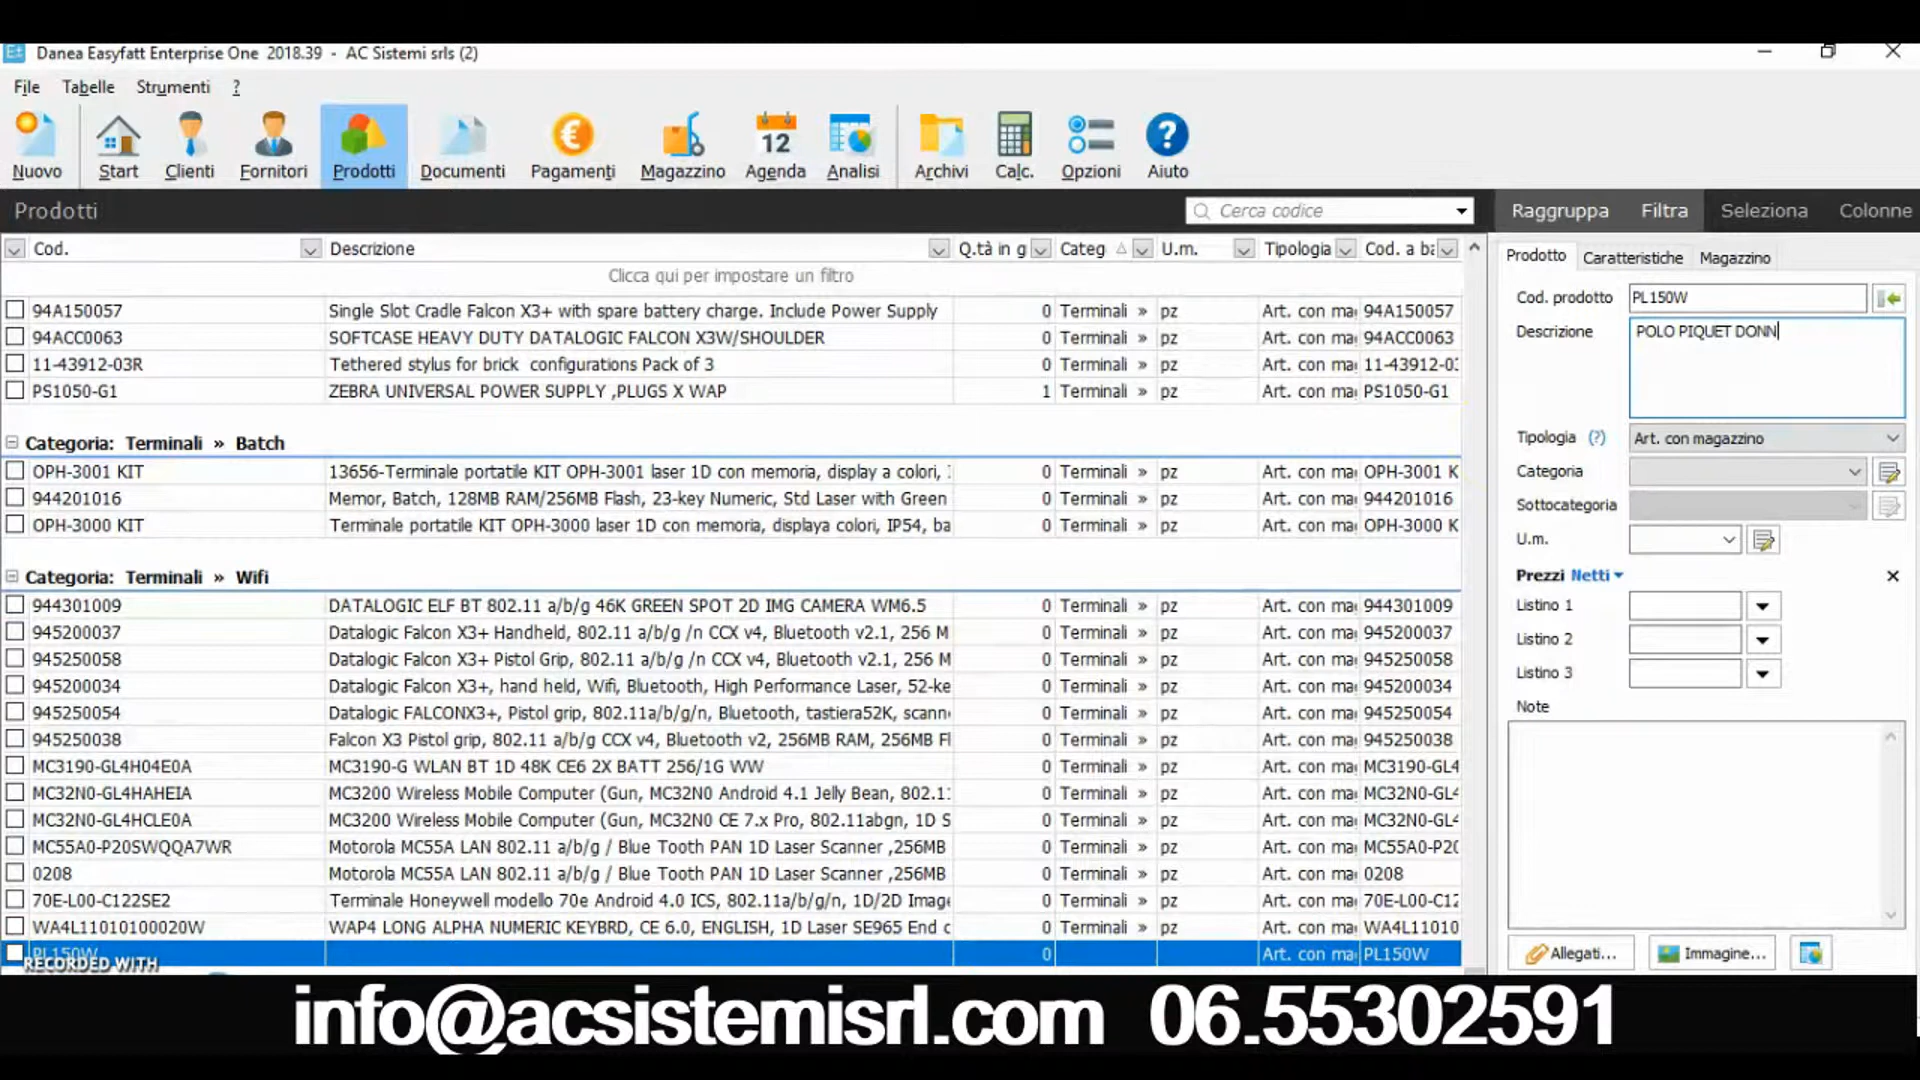 Danea Easyfatt Enterprise One 2018.39 - AC Sistemi srls (2)
File Tabelle Strumenti ?
Nuovo Start Clienti Fornitori Prodotti Documenti Pagamenti Magazzino 12 Agenda Analisi Archivi Calc. Opzioni Aiuto
Prodotti Cerca codice Raggruppa Filtra Seleziona Colonne
Cod. Descrizione Q.tà in g Categ U.m. Tipologia Cod. a ba
Clicca qui per impostare un filtro
94A150057 Single Slot Cradle Falcon X3+ with spare battery charge. Include Power Supply 0 Terminali » pz Art. con ma 94A150057
94ACC0063 SOFTCASE HEAVY DUTY DATALOGIC FALCON X3W/SHOULDER 0 Terminali » pz Art. con ma 94ACC0063
11-43912-03R Tethered stylus for brick configurations Pack of 3 0 Terminali » pz Art. con ma 11-43912-03
PS1050-G1 ZEBRA UNIVERSAL POWER SUPPLY ,PLUGS X WAP 1 Terminali » pz Art. con ma PS1050-G1
Categoria: Terminali » Batch
OPH-3001 KIT 13656-Terminale portatile KIT OPH-3001 laser 1D con memoria, display a colori, 0 Terminali » pz Art. con ma OPH-3001 K
944201016 Memor, Batch, 128MB RAM/256MB Flash, 23-key Numeric, Std Laser with Green 0 Terminali » pz Art. con ma 944201016
OPH-3000 KIT Terminale portatile KIT OPH-3000 laser 1D con memoria, displaya colori, IP54, ba 0 Terminali » pz Art. con ma OPH-3000 K
Categoria: Terminali » Wifi
944301009 DATALOGIC ELF BT 802.11 a/b/g 46K GREEN SPOT 2D IMG CAMERA WM6.5 0 Terminali » pz Art. con ma 944301009
945200037 Datalogic Falcon X3+ Handheld, 802.11 a/b/g /n CCX v4, Bluetooth v2.1, 256 M 0 Terminali » pz Art. con ma 945200037
945250058 Datalogic Falcon X3+ Pistol Grip, 802.11 a/b/g /n CCX v4, Bluetooth v2.1, 256 M 0 Terminali » pz Art. con ma 945250058
945200034 Datalogic Falcon X3+, hand held, Wifi, Bluetooth, High Performance Laser, 52-ke 0 Terminali » pz Art. con ma 945200034
945250054 Datalogic FALCONX3+, Pistol grip, 802.11a/b/g/n, Bluetooth, tastiera52K, scann 0 Terminali » pz Art. con ma 945250054
945250038 Falcon X3 Pistol grip, 802.11 a/b/g CCX v4, Bluetooth v2, 256MB RAM, 256MB Fl 0 Terminali » pz Art. con ma 945250038
MC3190-GL4H04E0A MC3190-G WLAN BT 1D 48K CE6 2X BATT 256/1G WW 0 Terminali » pz Art. con ma MC3190-GL4
MC32N0-GL4HAHEIA MC3200 Wireless Mobile Computer (Gun, MC32N0 Android 4.1 Jelly Bean, 802.11 0 Terminali » pz Art. con ma MC32N0-GL4
MC32N0-GL4HCLE0A MC3200 Wireless Mobile Computer (Gun, MC32N0 CE 7.x Pro, 802.11abgn, 1D S 0 Terminali » pz Art. con ma MC32N0-GL4
MC55A0-P20SWQQA7WR Motorola MC55A LAN 802.11 a/b/g / Blue Tooth PAN 1D Laser Scanner ,256MB 0 Terminali » pz Art. con ma MC55A0-P20
0208 Motorola MC55A LAN 802.11 a/b/g / Blue Tooth PAN 1D Laser Scanner ,256MB 0 Terminali » pz Art. con ma 0208
70E-L00-C122SE2 Terminale Honeywell modello 70e Android 4.0 ICS, 802.11a/b/g/n, 1D/2D Image 0 Terminali » pz Art. con ma 70E-L00-C12
WA4L11010100020W WAP4 LONG ALPHA NUMERIC KEYBRD, CE 6.0, ENGLISH, 1D Laser SE965 End c 0 Terminali » pz Art. con ma WA4L11010
PL150W 0 Art. con ma PL150W
RECORDED WITH
Prodotto Caratteristiche Magazzino
Cod. prodotto PL150W
Descrizione POLO PIQUET DONN
Tipologia (?) Art. con magazzino
Categoria
Sottocategoria
U.m.
Prezzi Netti
Listino 1
Listino 2
Listino 3
Note
Allegati... Immagine...
info@acsistemisrl.com 06.55302591